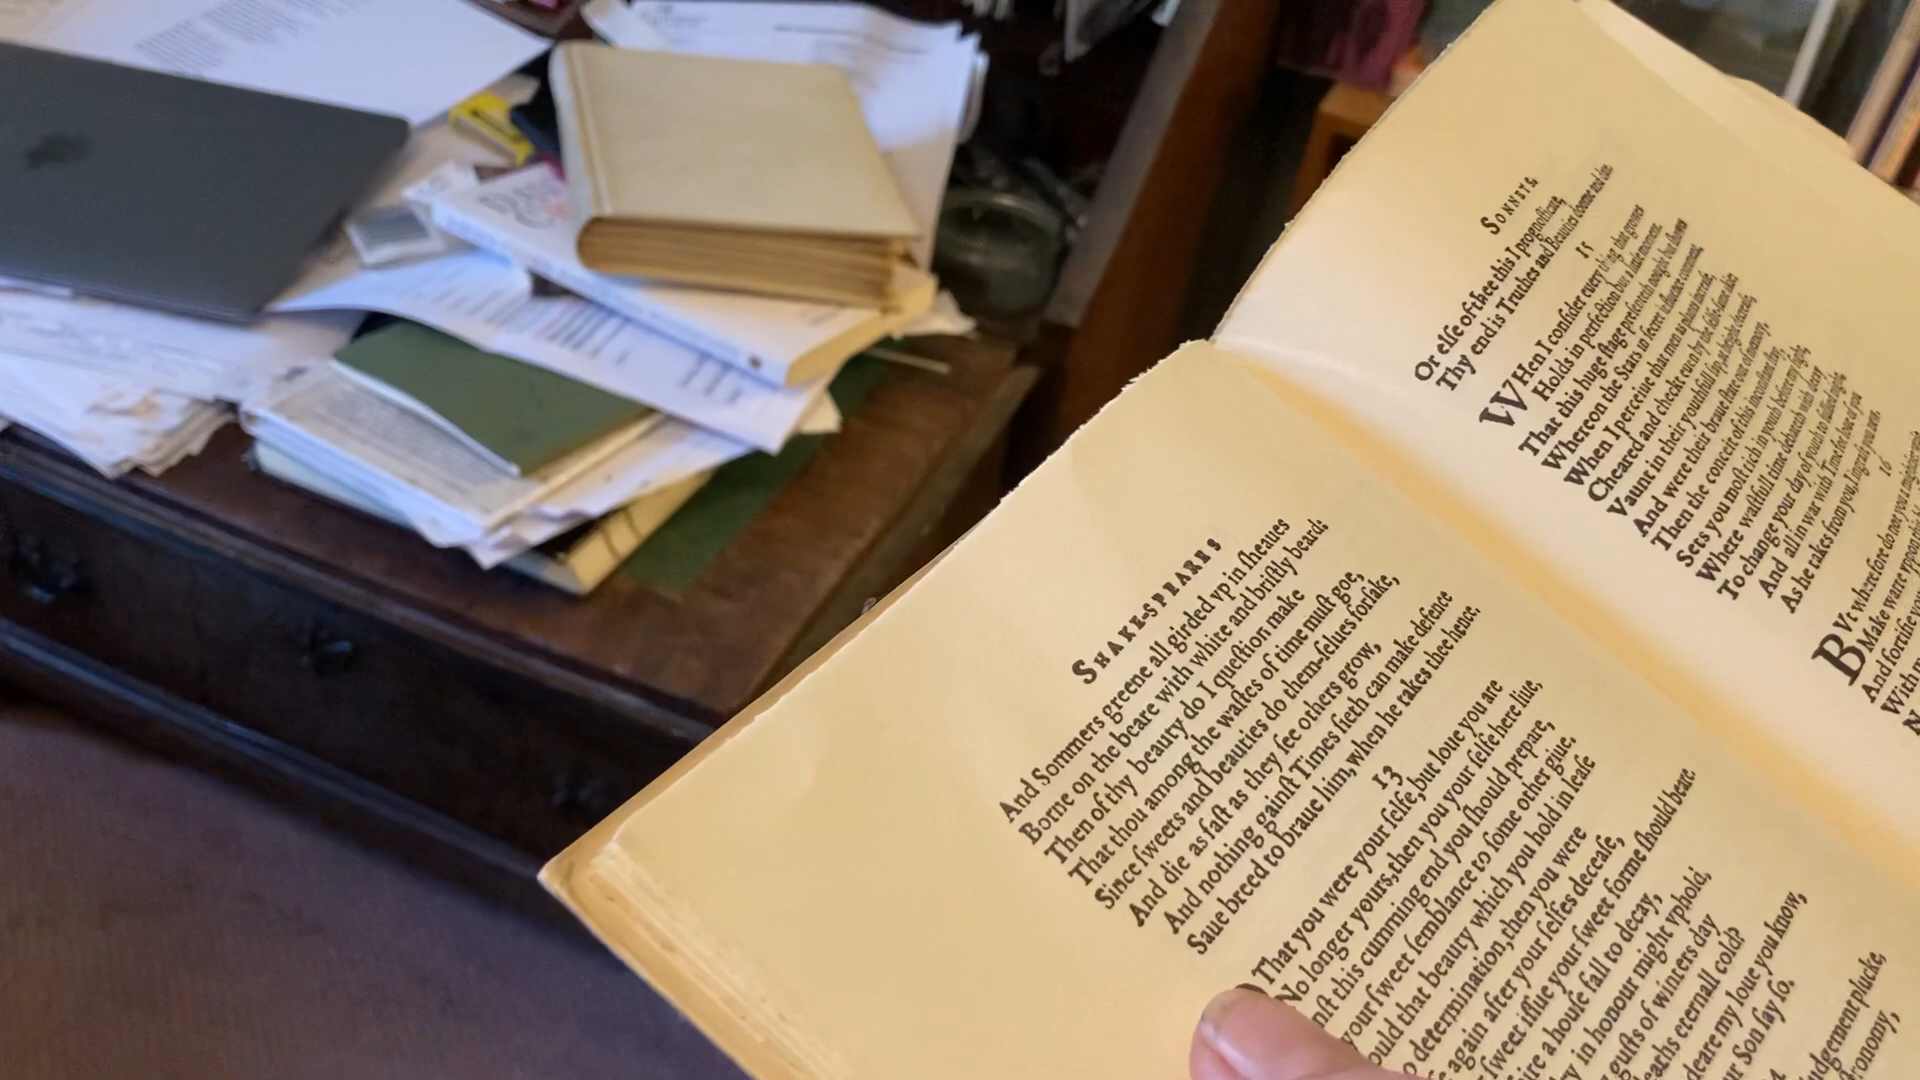 SHAKE-SPEARS
And Sommers greene all girded vp in ſheaues
Borne on the beare with white and briſtly beard:
Then of thy beauty do I queſtion make
That thou among the waſtes of time muſt goe,
Since ſweets and beauties do them-ſelues forſake,
And die as faſt as they ſee others grow,
And nothing gainſt Times ſieth can make defence
Saue breed to braue him, when he takes thee hence.
13
That you were your ſelfe, but loue you are
No longer yours, then you your ſelfe here liue,
nſt this cumming end you ſhould prepare,
your ſweet ſemblance to ſome other giue.
ould that beauty which you hold in leaſe
o determination, then you were
again after your ſelfes deceaſe,
ſweet iſſue your ſweet forme ſhould beare.
ire a houſe fall to decay,
ry in honour might vphold,
guſts of winters day
eaths eternall cold?
deare my loue you know,
ur Son ſay ſo.
4
udgement plucke,
ronomy,
SONNETS.
Or elſe of thee this I prognoſticate,
Thy end is Truthes and Beauties doome and date.
15
WHen I conſider euery thing that growes
Holds in perfection but a little moment.
That this huge ſtage preſenteth nought but ſhowes
Whereon the Stars in ſecret influence comment.
When I perceiue that men as plants increaſe,
Cheared and checkt euen by the ſelfe-ſame skie:
Vaunt in their youthfull ſap, at height decreaſe,
And were their braue ſtate out of memory.
Then the conceit of this inconſtant ſtay,
Sets you moſt rich in youth before my ſight,
Where waſtfull time debateth with decay
To change your day of youth to ſullied night,
And all in war with Time for loue of you
As he takes from you, I ingraft you new.
16
BVt wherefore do not you a mightier
Make warre vppon this
And fortifie your
With m
N